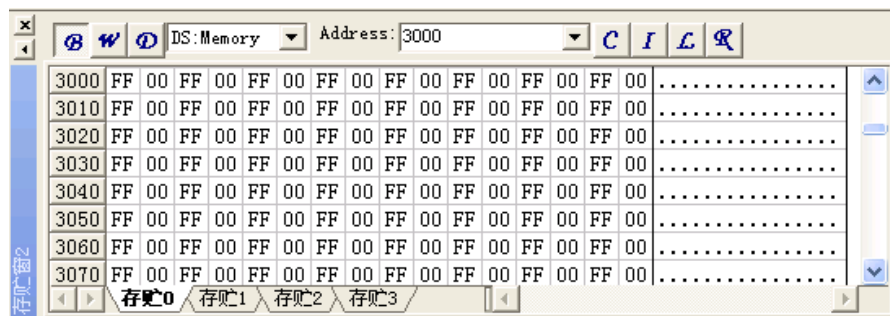 B W D DS:Memory Address: 3000 C I L R
3000 FF 00 FF 00 FF 00 FF 00 FF 00 FF 00 FF 00 FF 00 ................
3010 FF 00 FF 00 FF 00 FF 00 FF 00 FF 00 FF 00 FF 00 ................
3020 FF 00 FF 00 FF 00 FF 00 FF 00 FF 00 FF 00 FF 00 ................
3030 FF 00 FF 00 FF 00 FF 00 FF 00 FF 00 FF 00 FF 00 ................
3040 FF 00 FF 00 FF 00 FF 00 FF 00 FF 00 FF 00 FF 00 ................
3050 FF 00 FF 00 FF 00 FF 00 FF 00 FF 00 FF 00 FF 00 ................
3060 FF 00 FF 00 FF 00 FF 00 FF 00 FF 00 FF 00 FF 00 ................
3070 FF 00 FF 00 FF 00 FF 00 FF 00 FF 00 FF 00 FF 00 ................
存贮0 存贮1 存贮2 存贮3
存贮窗2